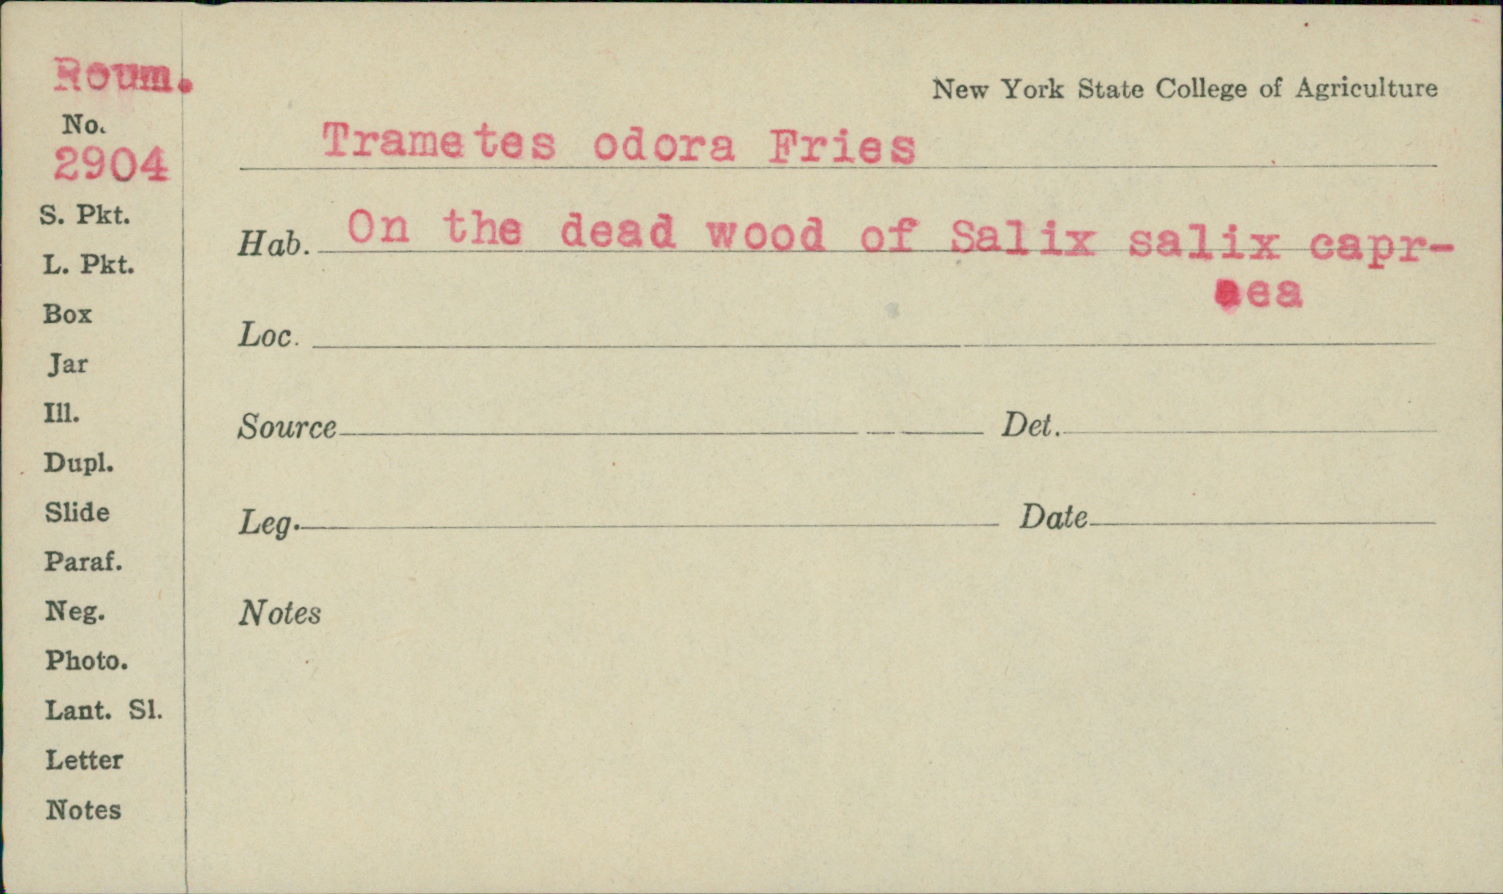 Roum.
New York State College of Agriculture
No.
2904
Trametes odora Fries
S. Pkt.
Hab. On the dead wood of Salix salix capr-
ea
L. Pkt.
Box
Loc.
Jar
Ill.
Source Det.
Dupl.
Slide
Leg. Date
Paraf.
Neg.
Notes
Photo.
Lant. Sl.
Letter
Notes